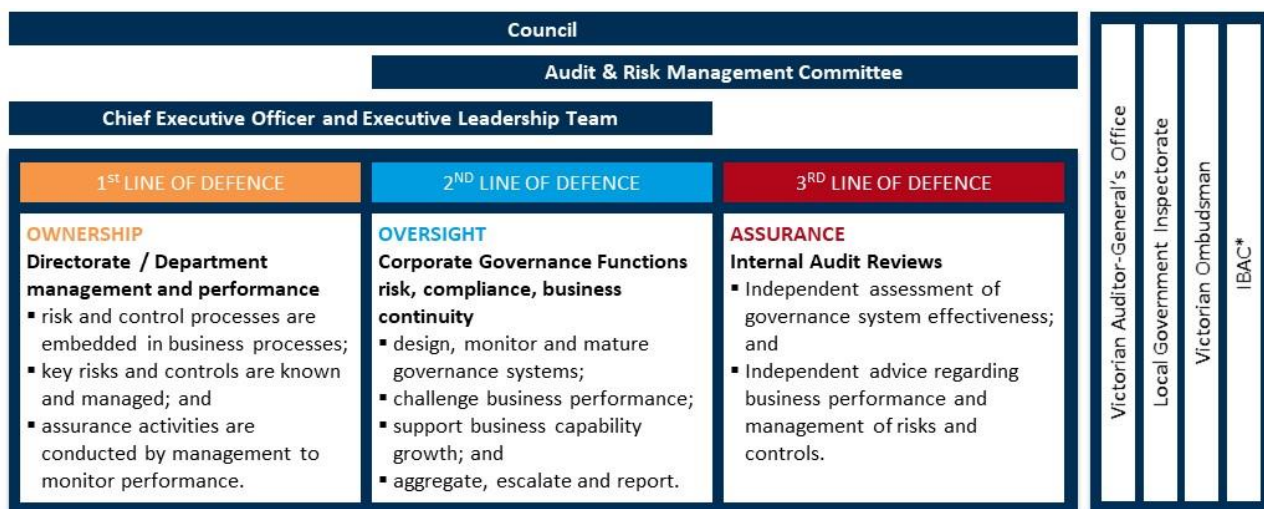 Council
Audit & Risk Management Committee
Chief Executive Officer and Executive Leadership Team
1st LINE OF DEFENCE
OWNERSHIP
Directorate / Department
management and performance
▪ risk and control processes are
embedded in business processes;
▪ key risks and controls are known
and managed; and
▪ assurance activities are
conducted by management to
monitor performance.
2ND LINE OF DEFENCE
OVERSIGHT
Corporate Governance Functions
risk, compliance, business
continuity
▪ design, monitor and mature
governance systems;
▪ challenge business performance;
▪ support business capability
growth; and
▪ aggregate, escalate and report.
3RD LINE OF DEFENCE
ASSURANCE
Internal Audit Reviews
▪ Independent assessment of
governance system effectiveness;
and
▪ Independent advice regarding
business performance and
management of risks and
controls.
Victorian Auditor-General's Office
Local Government Inspectorate
Victorian Ombudsman
IBAC*